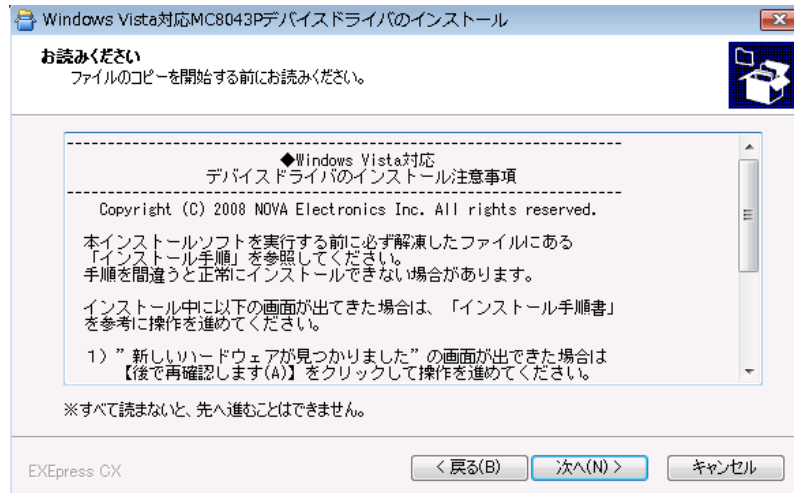 Windows Vista対応MC8043Pデバイスドライバのインストール
お読みください
ファイルのコピーを開始する前にお読みください。
------------------------------------------------------------
◆Windows Vista対応
デバイスドライバのインストール注意事項
------------------------------------------------------------
Copyright (C) 2008 NOVA Electronics Inc. All rights reserved.
本インストールソフトを実行する前に必ず解凍したファイルにある
「インストール手順」を参照してください。
手順を間違うと正常にインストールできない場合があります。
インストール中に以下の画面が出てきた場合は、「インストール手順書」
を参考に操作を進めてください。
1）”新しいハードウェアが見つかりました”の画面が出できた場合は
【後で再確認します(A)】をクリックして操作を進めてください。
※すべて読まないと、先へ進むことはできません。
EXEpress CX
< 戻る(B)
次へ(N) >
キャンセル